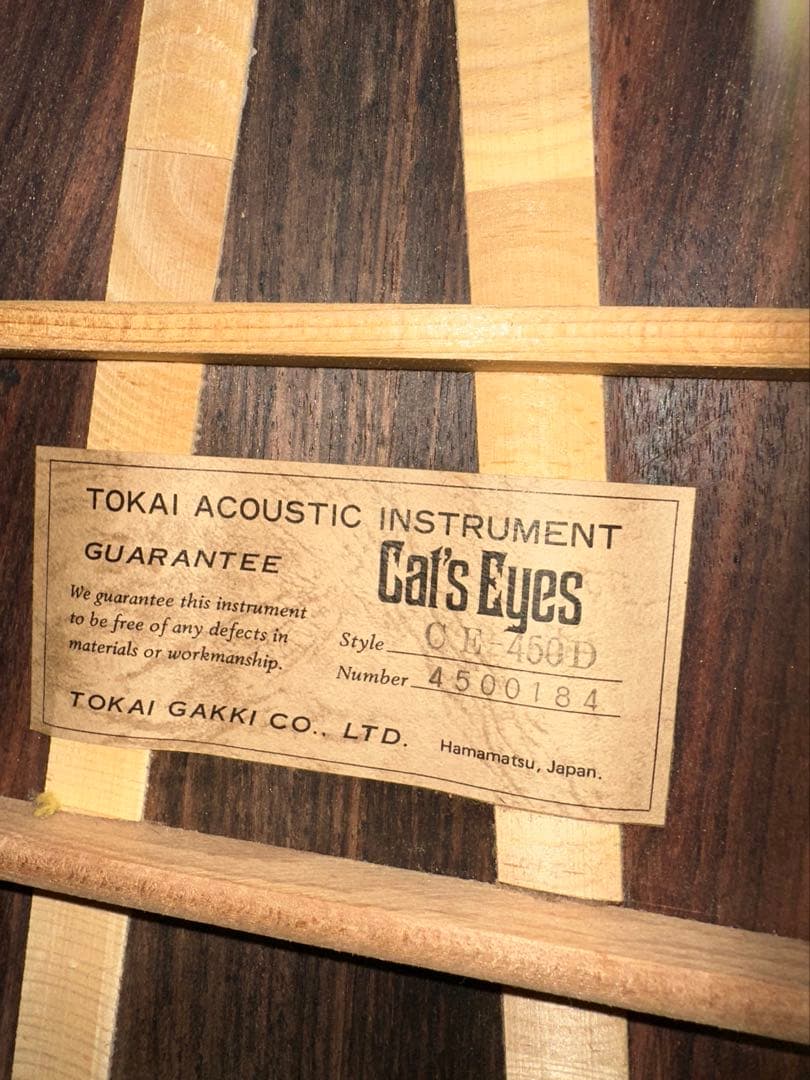 TOKAI ACOUSTIC INSTRUMENT
GUARANTEE
Cat's Eyes
We guarantee this instrument
to be free of any defects in
materials or workmanship.
Style CE-450D
Number 4500184
TOKAI GAKKI CO., LTD.
Hamamatsu, Japan.